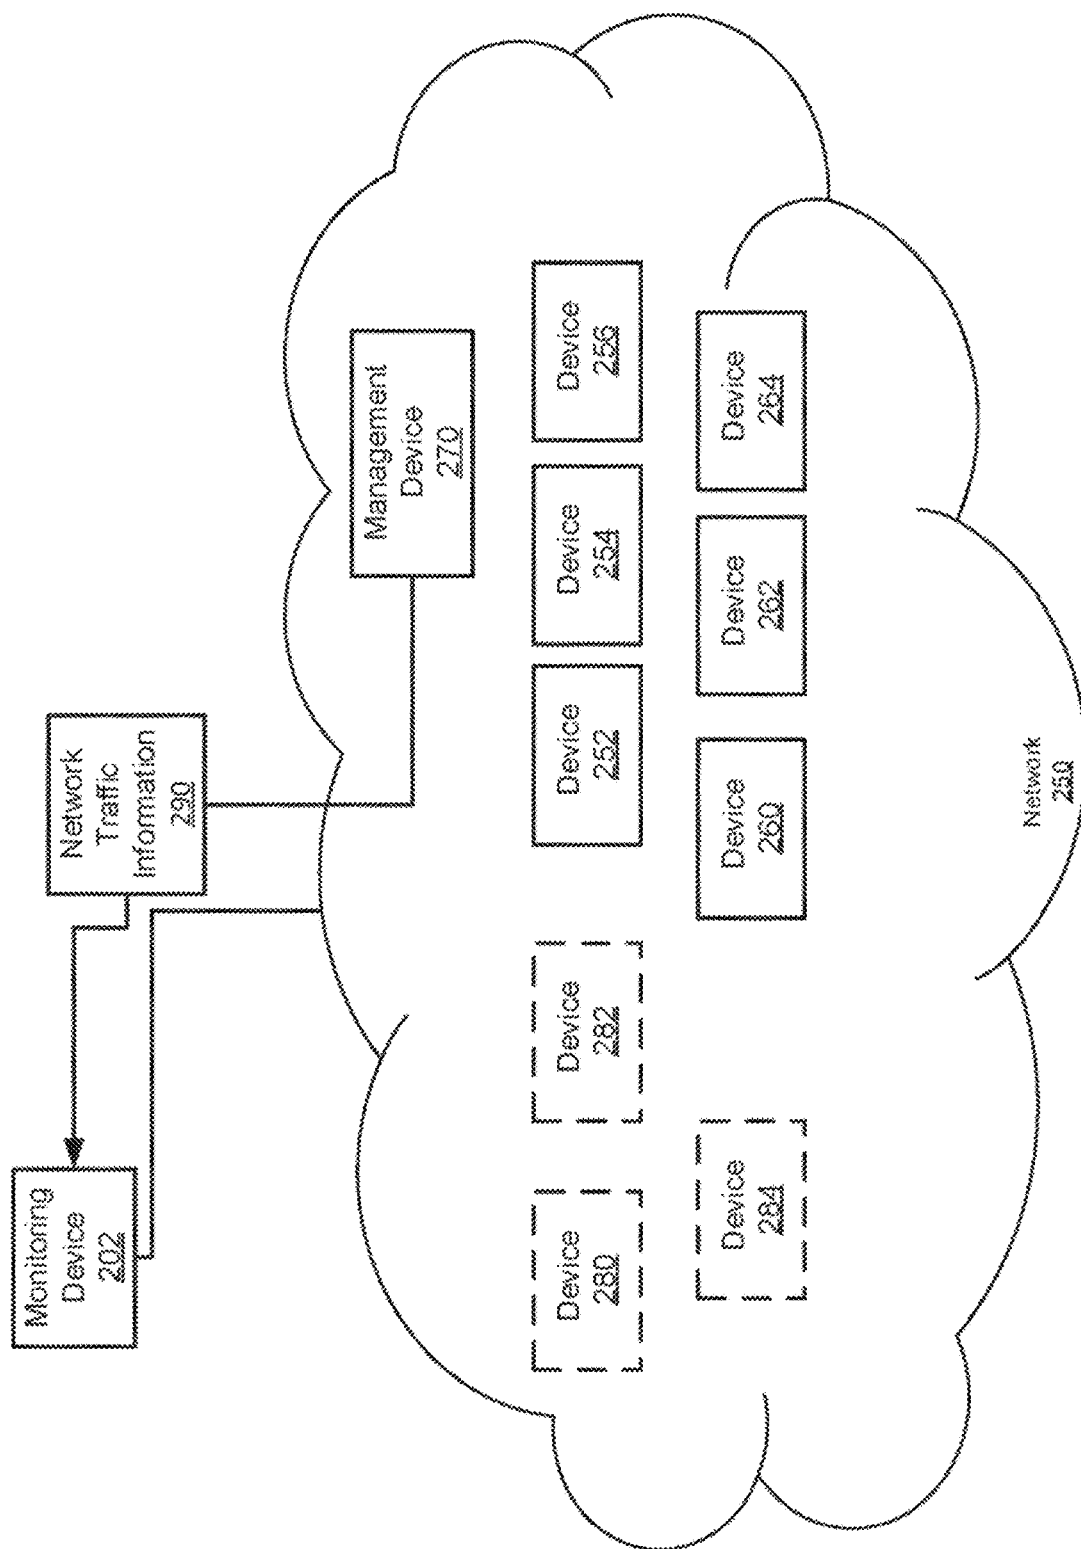 Monitoring
Device
202
Network
Traffic
Information
290
Management
Device
270
Device
280
Device
282
Device
252
Device
254
Device
256
Device
284
Device
260
Device
262
Device
264
Network
250